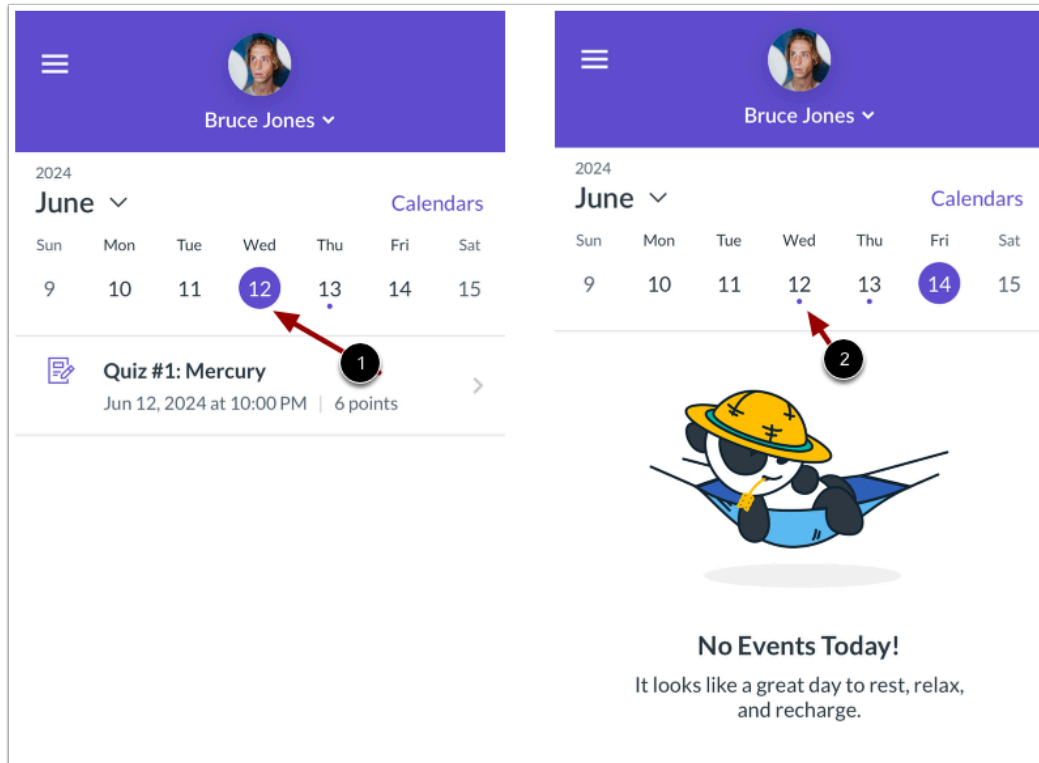 Bruce Jones
2024
June
Calendars
Sun Mon Tue Wed Thu Fri Sat
9 10 11 12 13 14 15
1
Quiz #1: Mercury
Jun 12, 2024 at 10:00 PM | 6 points
Bruce Jones
2024
June
Calendars
Sun Mon Tue Wed Thu Fri Sat
9 10 11 12 13 14 15
2
No Events Today!
It looks like a great day to rest, relax,
and recharge.